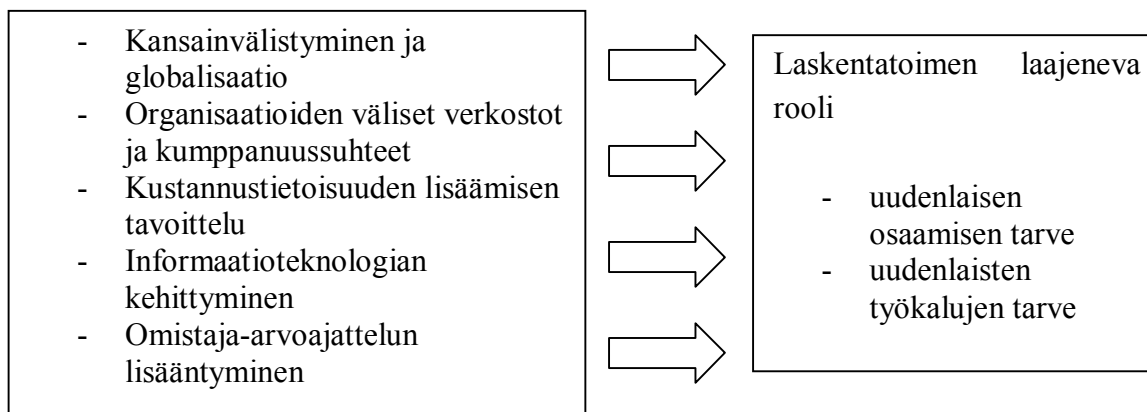 - Kansainvälistyminen ja
globalisaatio
- Organisaatioiden väliset verkostot
ja kumppanuussuhteet
- Kustannustietoisuuden lisäämisen
tavoittelu
- Informaatioteknologian
kehittyminen
- Omistaja-arvoajattelun
lisääntyminen
Laskentatoimen laajeneva
rooli
- uudenlaisen
osaamisen tarve
- uudenlaisten
työkalujen tarve